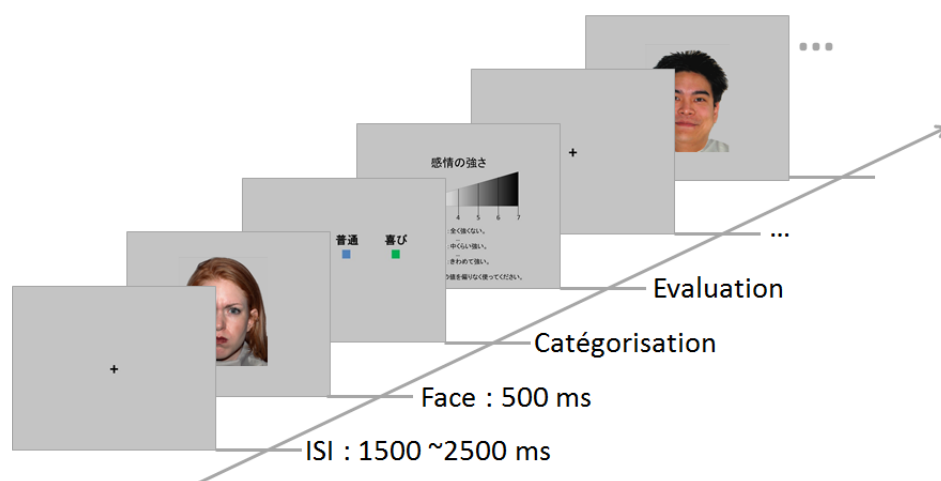 感情の強さ
4 5 6 7
:全く強くない。
...
:中くらい強い。
...
:きわめて強い。
の値を偏りなく使ってください。
+
普通 喜び
+
...
Evaluation
Catégorisation
Face : 500 ms
ISI : 1500 ~2500 ms